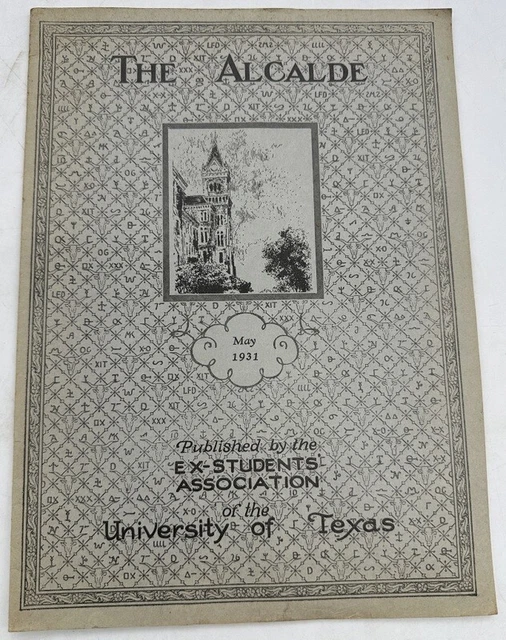 THE ALCALDE
May
1931
Published by the
EX-STUDENTS'
ASSOCIATION
of the
University of Texas